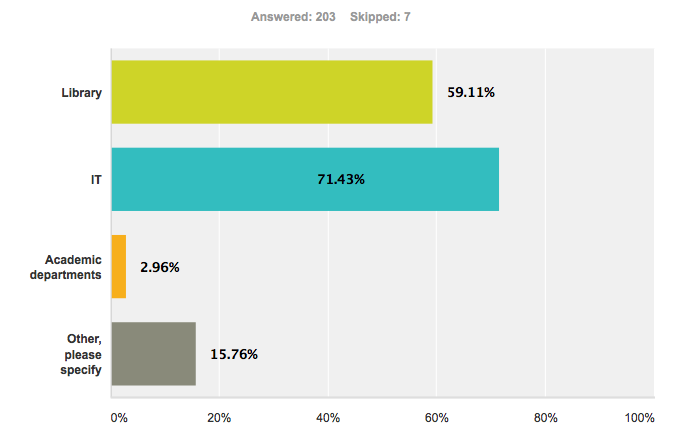 Answered: 203 Skipped: 7
Library
59.11%
IT
71.43%
Academic
departments
2.96%
Other,
please
specify
15.76%
0% 20% 40% 60% 80% 100%